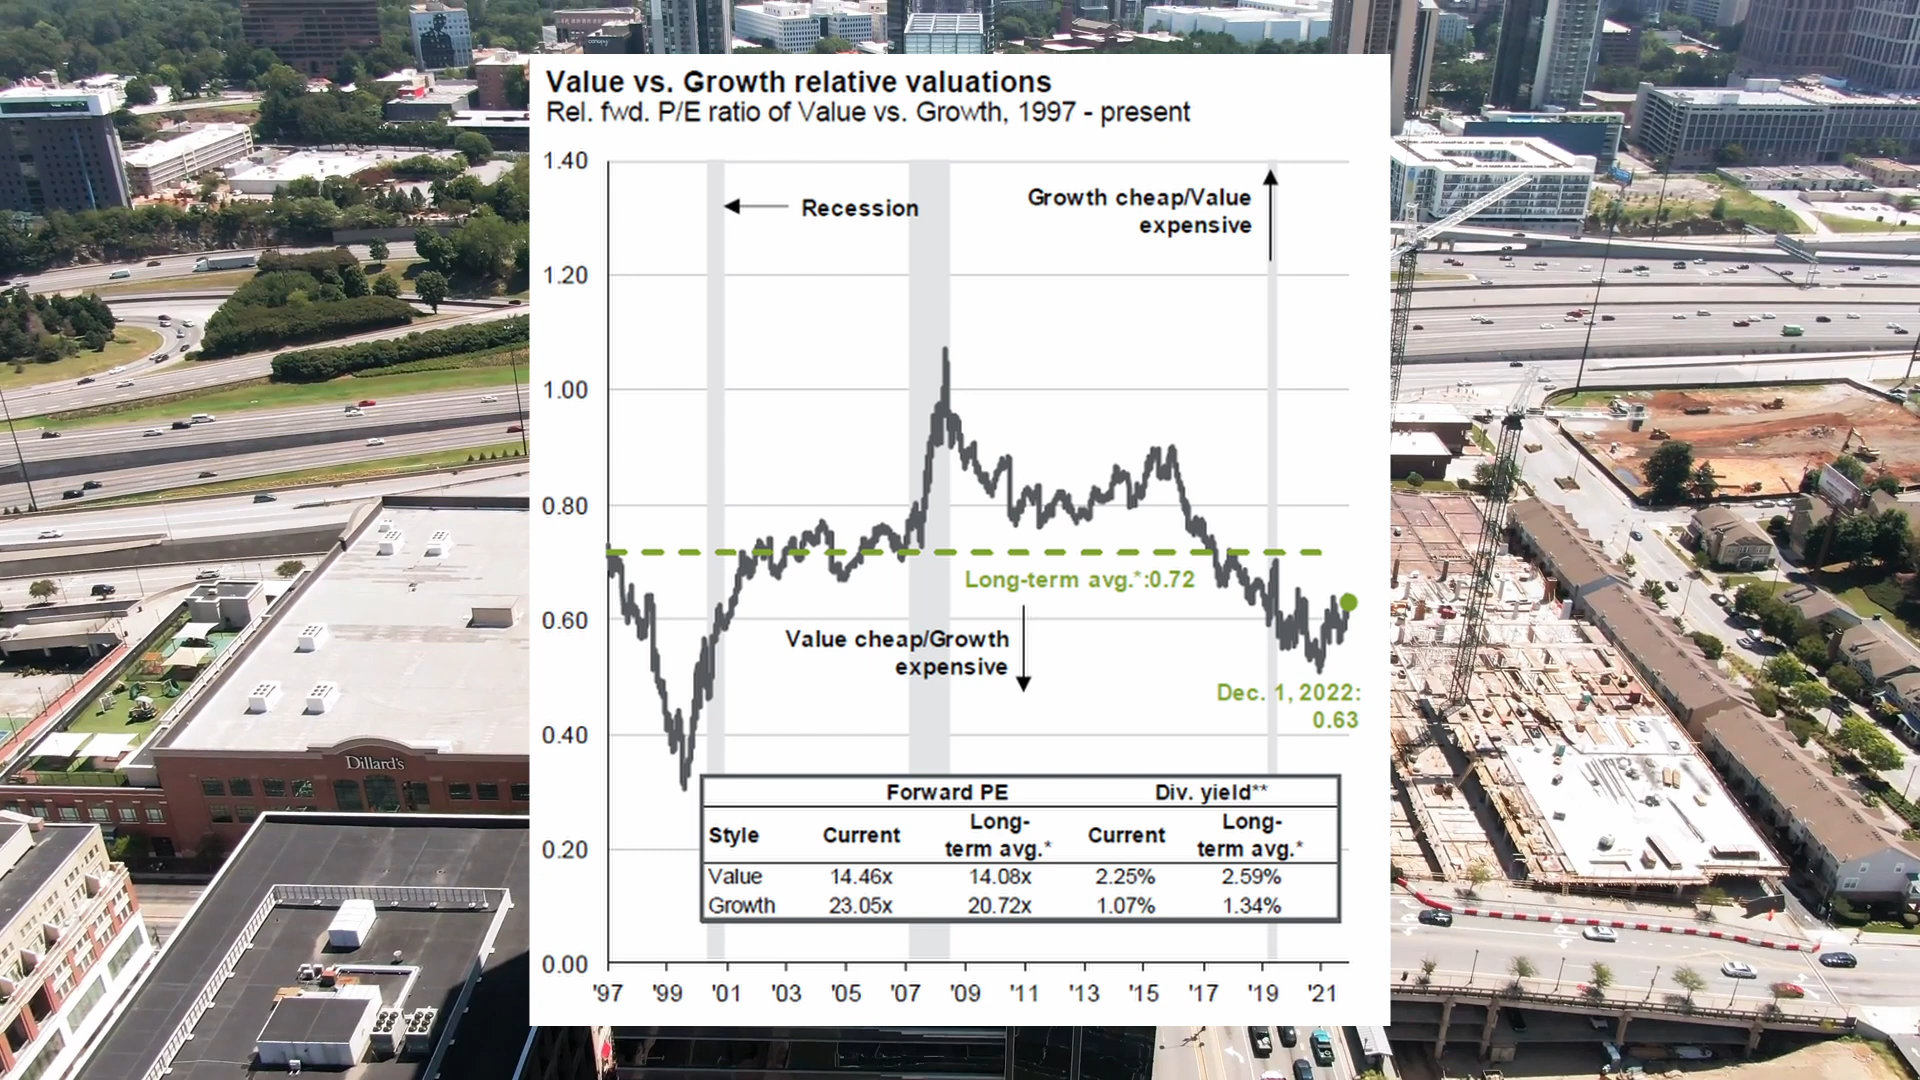 Value vs. Growth relative valuations
Rel. fwd. P/E ratio of Value vs. Growth, 1997 - present
1.40
1.20
1.00
0.80
0.60
0.40
0.20
0.00
Recession
Growth cheap/Value
expensive
Long-term avg.*:0.72
Value cheap/Growth
expensive
Dec. 1, 2022:
0.63
Forward PE Div. yield**
Style Current Long-term avg.* Current Long-term avg.*
Value 14.46x 14.08x 2.25% 2.59%
Growth 23.05x 20.72x 1.07% 1.34%
'97 '99 '01 '03 '05 '07 '09 '11 '13 '15 '17 '19 '21
Dillard's